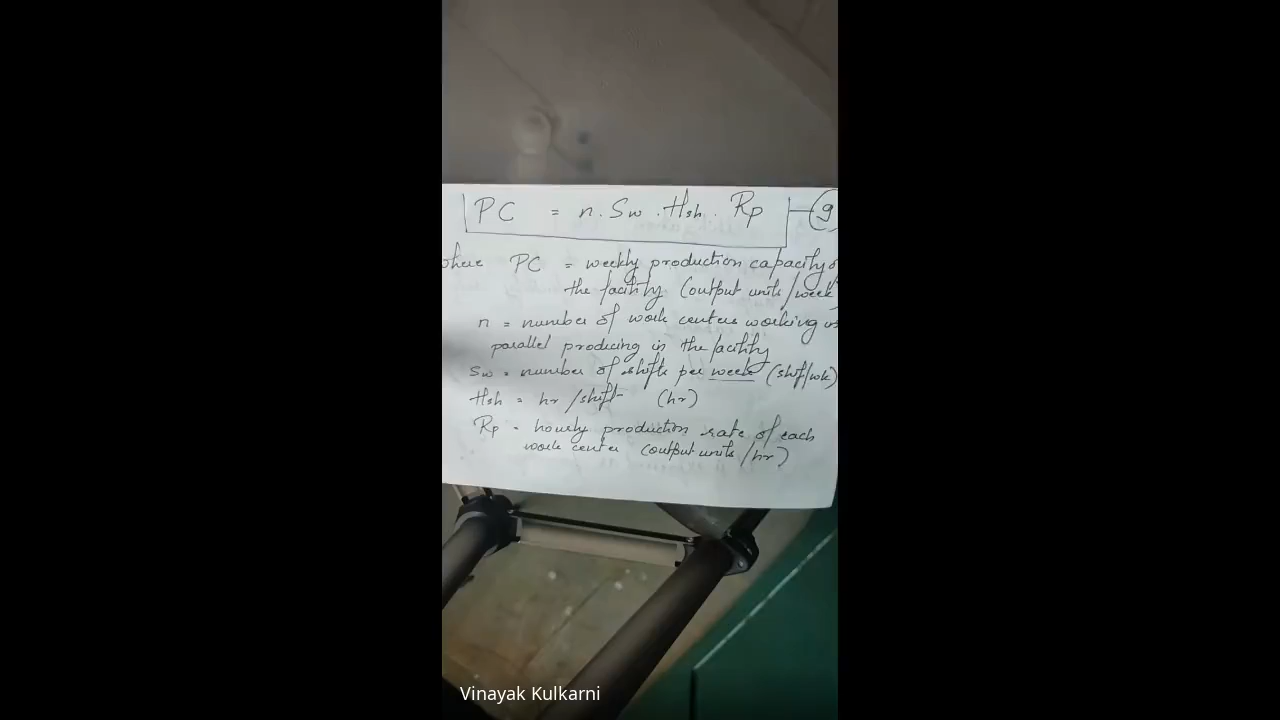 PC = n . Sw . Hsh . Rp — (9
where PC = weekly production capacity of
the facility (output units/week)
n = number of work centers working in
parallel producing in the facility
Sw = number of shifts per week (shift/wk)
Hsh = hr/shift (hr)
Rp = hourly production rate of each
work center (output units/hr)
Vinayak Kulkarni